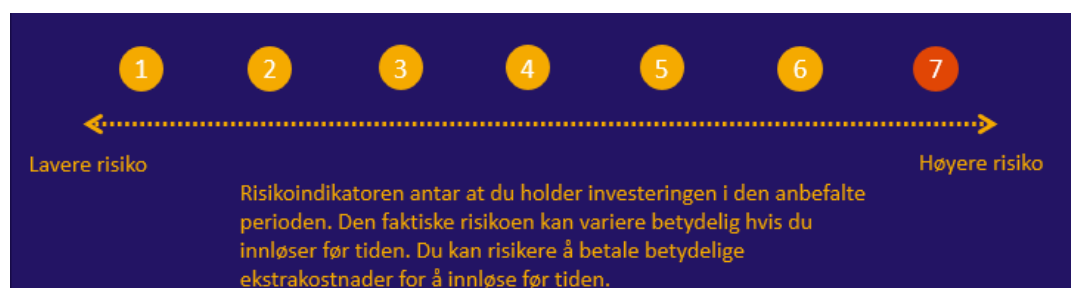 1 2 3 4 5 6 7
Lavere risiko
Høyere risiko
Risikoindikatoren antar at du holder investeringen i den anbefalte
perioden. Den faktiske risikoen kan variere betydelig hvis du
innløser før tiden. Du kan risikere å betale betydelige
ekstrakostnader for å innløse før tiden.